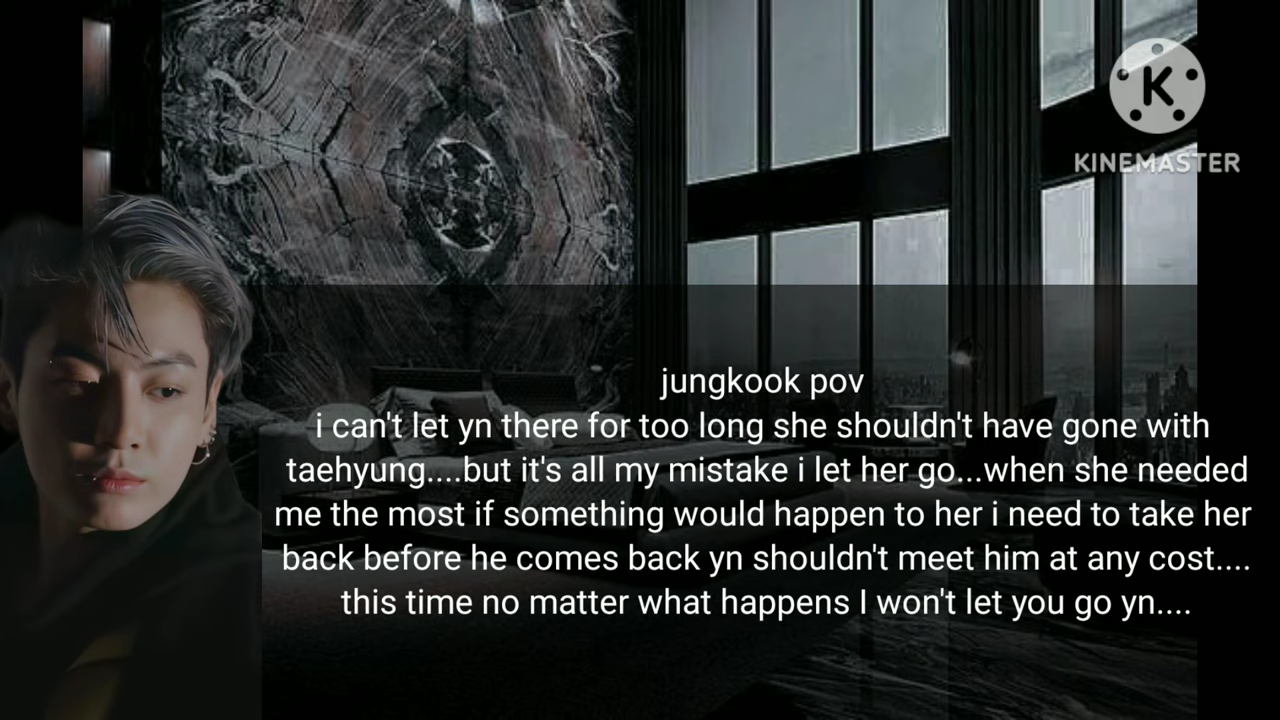 K
KINEMASTER
jungkook pov
i can't let yn there for too long she shouldn't have gone with
taehyung....but it's all my mistake i let her go...when she needed
me the most if something would happen to her i need to take her
back before he comes back yn shouldn't meet him at any cost....
this time no matter what happens I won't let you go yn....